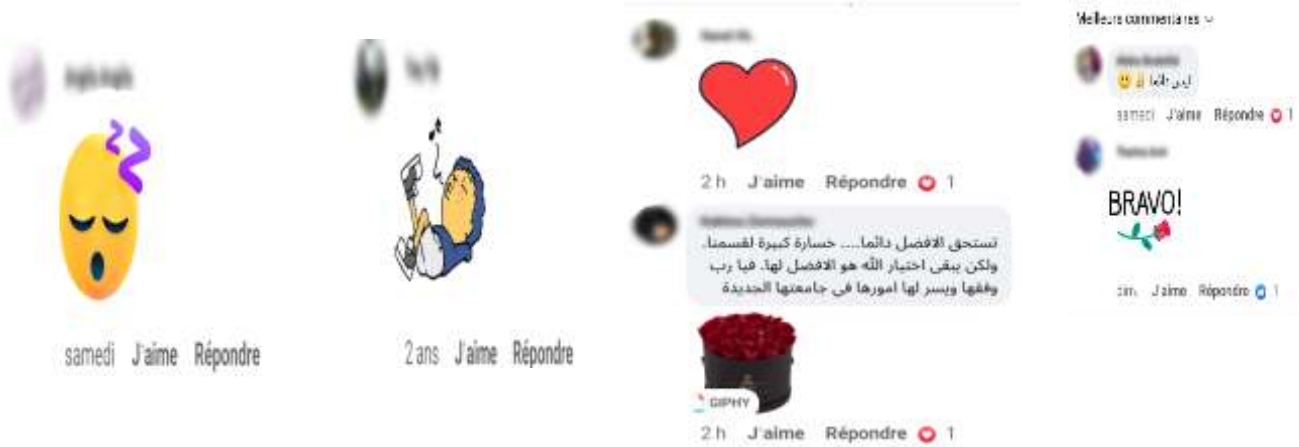 samedi J'aime Répondre
2 ans J'aime Répondre
2 h J'aime Répondre 1
تستحق الافضل دائما.... خسارة كبيرة لقسمنا.
ولكن يبقى اختيار الله هو الافضل لها. فيا رب
وفقها ويسر لها امورها في جامعتها الجديدة
GIPHY
2 h J'aime Répondre 1
Meilleurs commentaires
دائما
samedi J'aime Répondre 1
BRAVO!
dim. J'aime Répondre 1